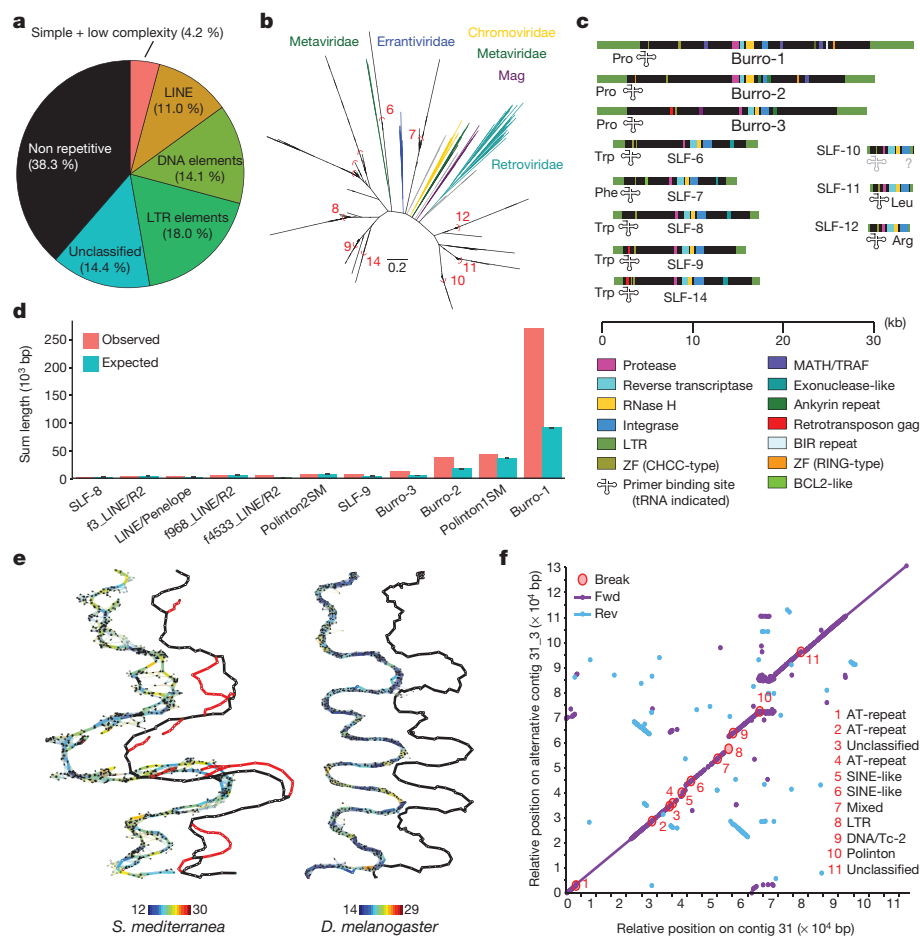 a
Simple + low complexity (4.2 %)
LINE
(11.0 %)
Non repetitive
(38.3 %)
DNA elements
(14.1 %)
LTR elements
(18.0 %)
Unclassified
(14.4 %)
b
Metaviridae
Errantiviridae
Chromoviridae
Metaviridae
Mag
Retroviridae
6
7
8
9
14
12
11
10
0.2
c
Pro
Burro-1
Pro
Burro-2
Pro
Burro-3
Trp
SLF-6
Phe
SLF-7
Trp
SLF-8
Trp
SLF-9
Trp
SLF-14
SLF-10
?
SLF-11
Leu
SLF-12
Arg
(kb)
0 10 20 30
Protease
Reverse transcriptase
RNase H
Integrase
LTR
ZF (CHCC-type)
Primer binding site
(tRNA indicated)
MATH/TRAF
Exonuclease-like
Ankyrin repeat
Retrotransposon gag
BIR repeat
ZF (RING-type)
BCL2-like
d
Sum length (10³ bp)
250
200
150
100
50
0
Observed
Expected
SLF-8
f3_LINE/R2
LINE/Penelope
f968_LINE/R2
f4533_LINE/R2
Polinton2SM
SLF-9
Burro-3
Burro-2
Polinton1SM
Burro-1
e
12 30
S. mediterranea
14 29
D. melanogaster
f
Relative position on alternative contig 31_3 (× 10⁴ bp)
13
12
11
10
9
8
7
6
5
4
3
2
1
0
Break
Fwd
Rev
1
2
3
4
5
6
7
8
9
10
11
1 AT-repeat
2 AT-repeat
3 Unclassified
4 AT-repeat
5 SINE-like
6 SINE-like
7 Mixed
8 LTR
9 DNA/Tc-2
10 Polinton
11 Unclassified
0 1 2 3 4 5 6 7 8 9 10 11
Relative position on contig 31 (× 10⁴ bp)